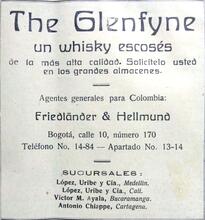 The Glenfyne
un whisky escosés
de la más alta calidad. Solicítelo usted
en los grandes almacenes.
Agentes generales para Colombia:
Friedländer & Hellmund
Bogotá, calle 10, número 170
Teléfono No. 14-84 — Apartado No. 13-14
SUCURSALES:
López, Uribe y Cía., Medellín.
López, Uribe y Cía., Cali.
Víctor M. Ayala, Bucaramanga.
Antonio Chiappe, Cartagena.